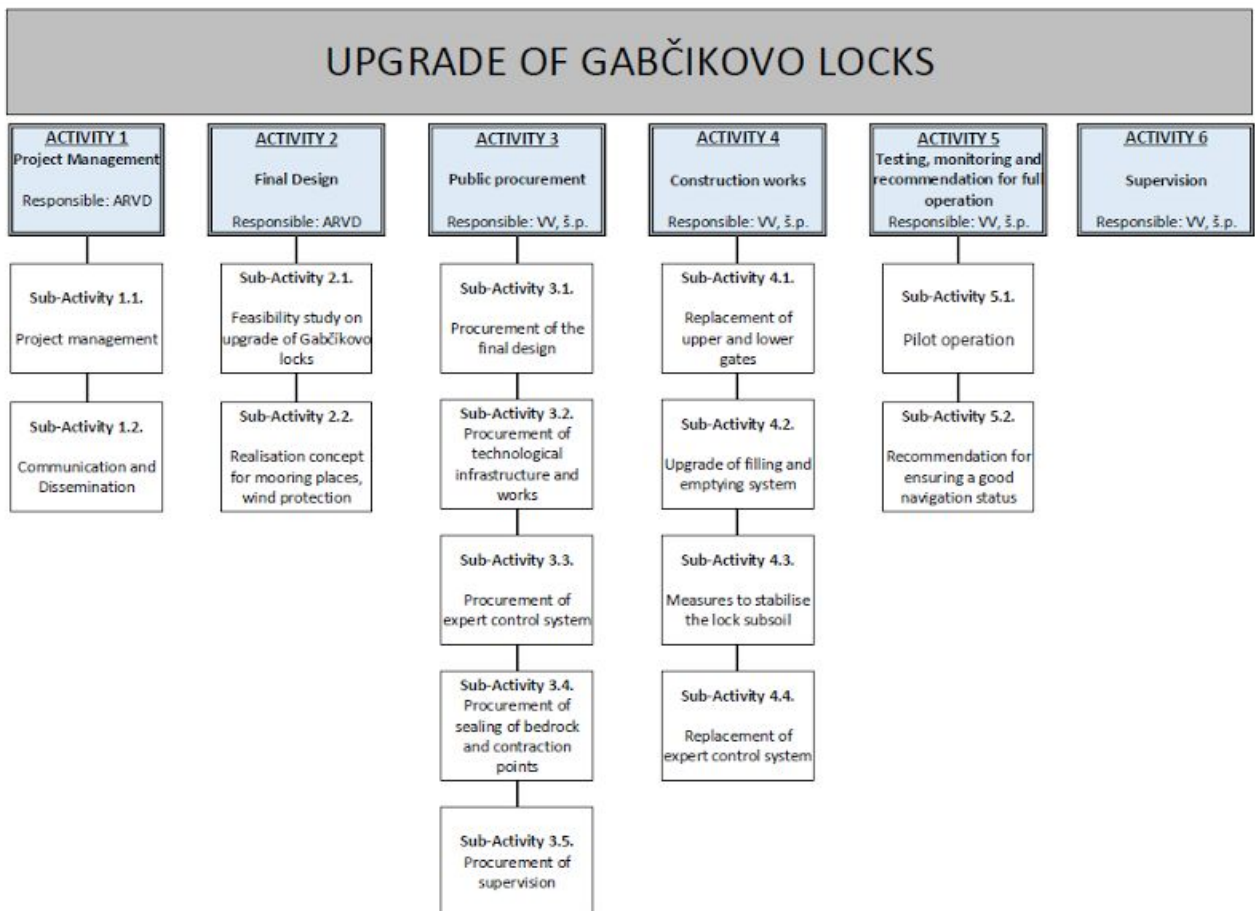 UPGRADE OF GABČIKOVO LOCKS
ACTIVITY 1
Project Management
Responsible: ARVD
Sub-Activity 1.1.
Project management
Sub-Activity 1.2.
Communication and
Dissemination
ACTIVITY 2
Final Design
Responsible: ARVD
Sub-Activity 2.1.
Feasibility study on
upgrade of Gabčíkovo
locks
Sub-Activity 2.2.
Realisation concept
for mooring places,
wind protection
ACTIVITY 3
Public procurement
Responsible: VV, š.p.
Sub-Activity 3.1.
Procurement of the
final design
Sub-Activity 3.2.
Procurement of
technological
infrastructure and
works
Sub-Activity 3.3.
Procurement of
expert control system
Sub-Activity 3.4.
Procurement of
sealing of bedrock
and contraction
points
Sub-Activity 3.5.
Procurement of
supervision
ACTIVITY 4
Construction works
Responsible: VV, š.p.
Sub-Activity 4.1.
Replacement of
upper and lower
gates
Sub-Activity 4.2.
Upgrade of filling and
emptying system
Sub-Activity 4.3.
Measures to stabilise
the lock subsoil
Sub-Activity 4.4.
Replacement of
expert control system
ACTIVITY 5
Testing, monitoring and
recommendation for full
operation
Responsible: VV, š.p.
Sub-Activity 5.1.
Pilot operation
Sub-Activity 5.2.
Recommendation for
ensuring a good
navigation status
ACTIVITY 6
Supervision